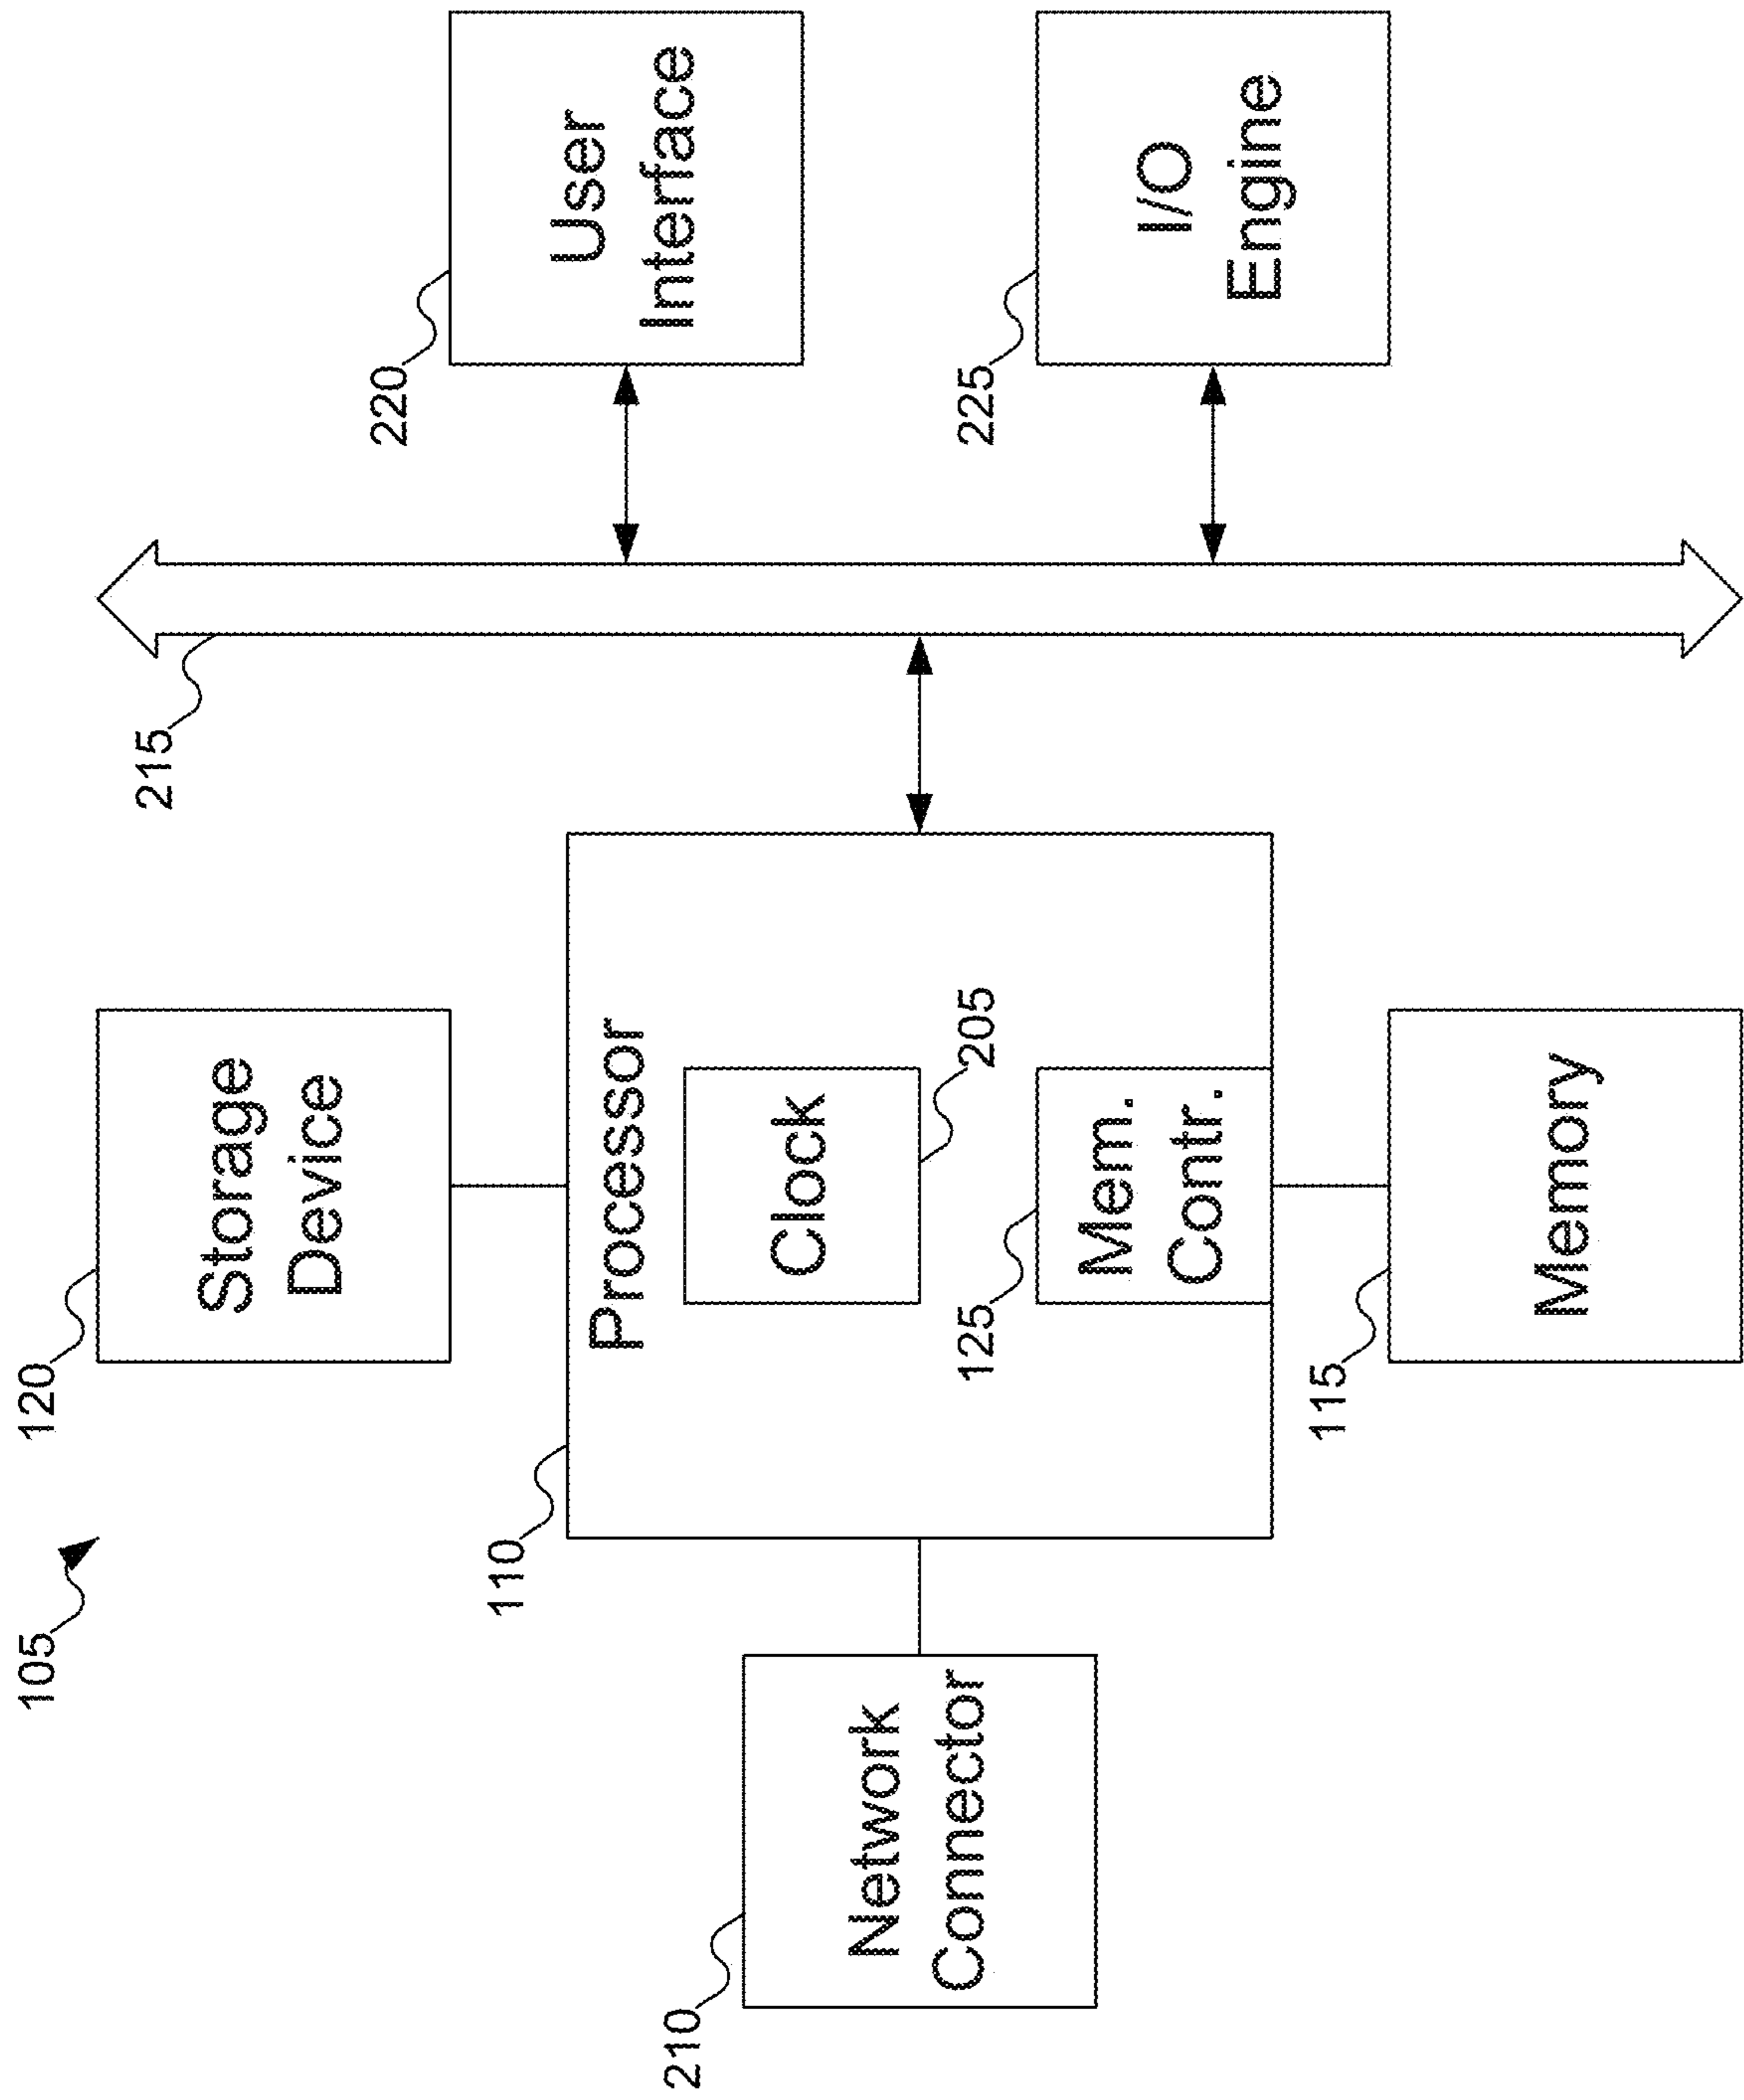 105
120
Storage
Device
215
110
Processor
220
User
Interface
210
Network
Connector
Clock
205
125
Mem.
Contr.
225
I/O
Engine
115
Memory